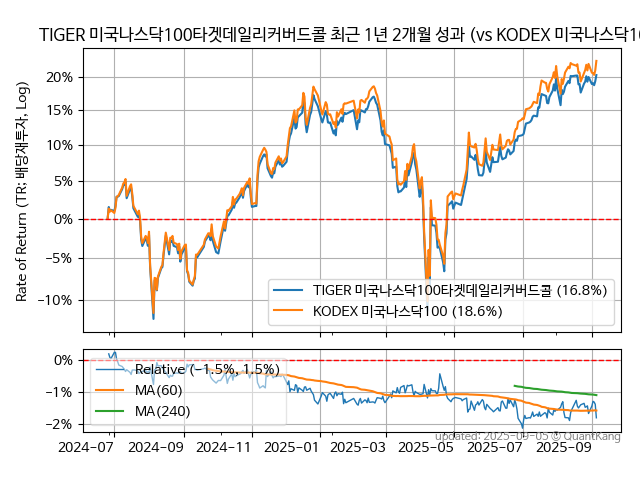 TIGER 미국나스닥100타겟데일리커버드콜 최근 1년 2개월 성과 (vs KODEX 미국나스닥10
Rate of Return (TR: 배당재투자, Log)
20%
15%
10%
5%
0%
−5%
−10%
TIGER 미국나스닥100타겟데일리커버드콜 (16.8%)
KODEX 미국나스닥100 (18.6%)
0%
−1%
−2%
Relative (−1.5%, 1.5%)
MA(60)
MA(240)
2024-07 2024-09 2024-11 2025-01 2025-03 2025-05 2025-07 2025-09
updated: 2025-09-05 © QuantKang